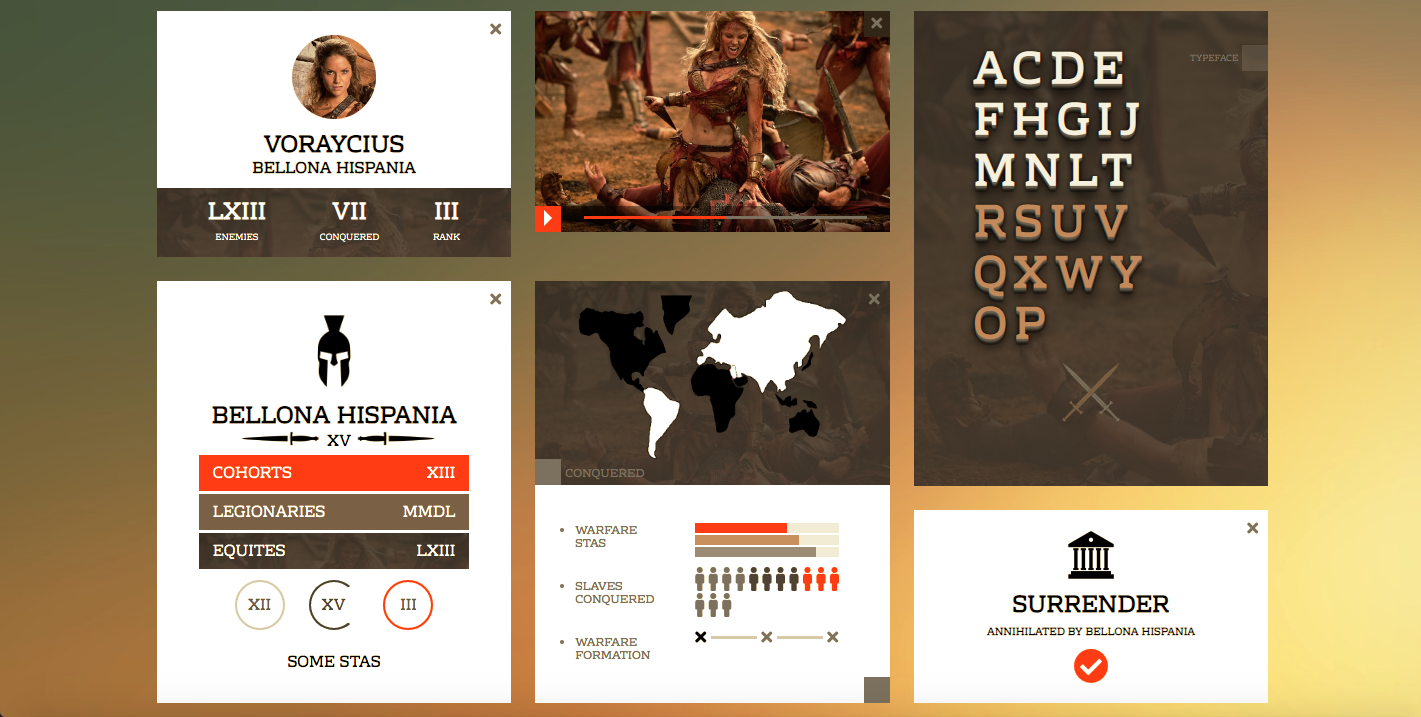 VORAYCIUS
BELLONA HISPANIA
LXIII VII III
ENEMIES CONQUERED RANK
BELLONA HISPANIA
XV
COHORTS XIII
LEGIONARIES MMDL
EQUITES LXIII
XII XV III
SOME STAS
CONQUERED
WARFARE
STAS
SLAVES
CONQUERED
WARFARE
FORMATION
TYPEFACE
ACDE
FHGIJ
MNLT
RSUV
QXWY
OP
SURRENDER
ANNIHILATED BY BELLONA HISPANIA